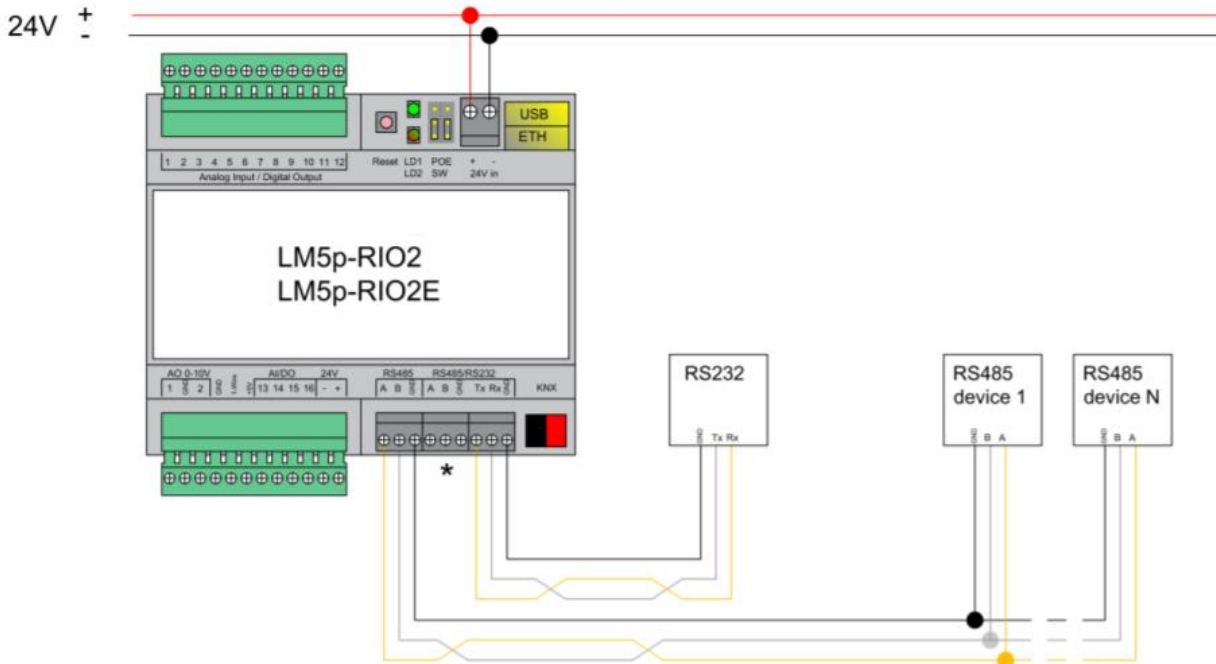 24V + -
USB
ETH
1 2 3 4 5 6 7 8 9 10 11 12
Analog Input / Digital Output
Reset LD1 POE + -
LD2 SW 24V in
LM5p-RIO2
LM5p-RIO2E
AO 0-10V AI/DO 24V RS485 RS485/RS232
1 GND 2 GND 1-Wire +5V 13 14 15 16 - + A B GND A B GND Tx Rx GND KNX
*
RS232
GND Tx Rx
RS485
device 1
GND B A
RS485
device N
GND B A